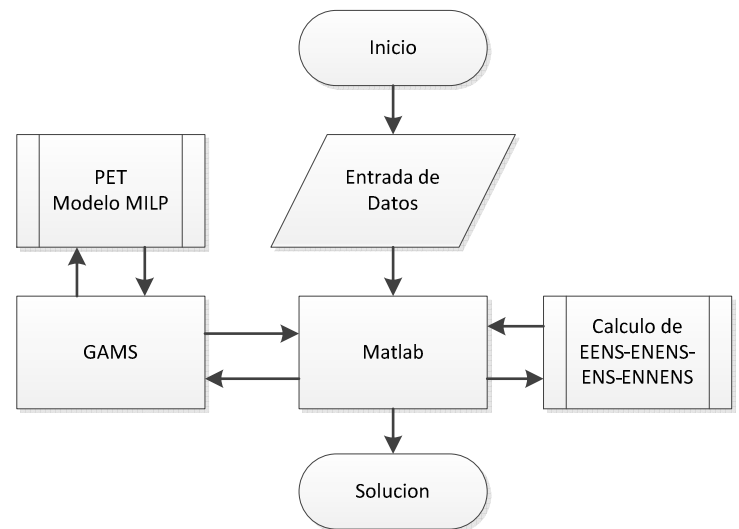 Inicio
PET
Modelo MILP
Entrada de
Datos
GAMS
Matlab
Calculo de
EENS-ENENS-
ENS-ENNENS
Solucion